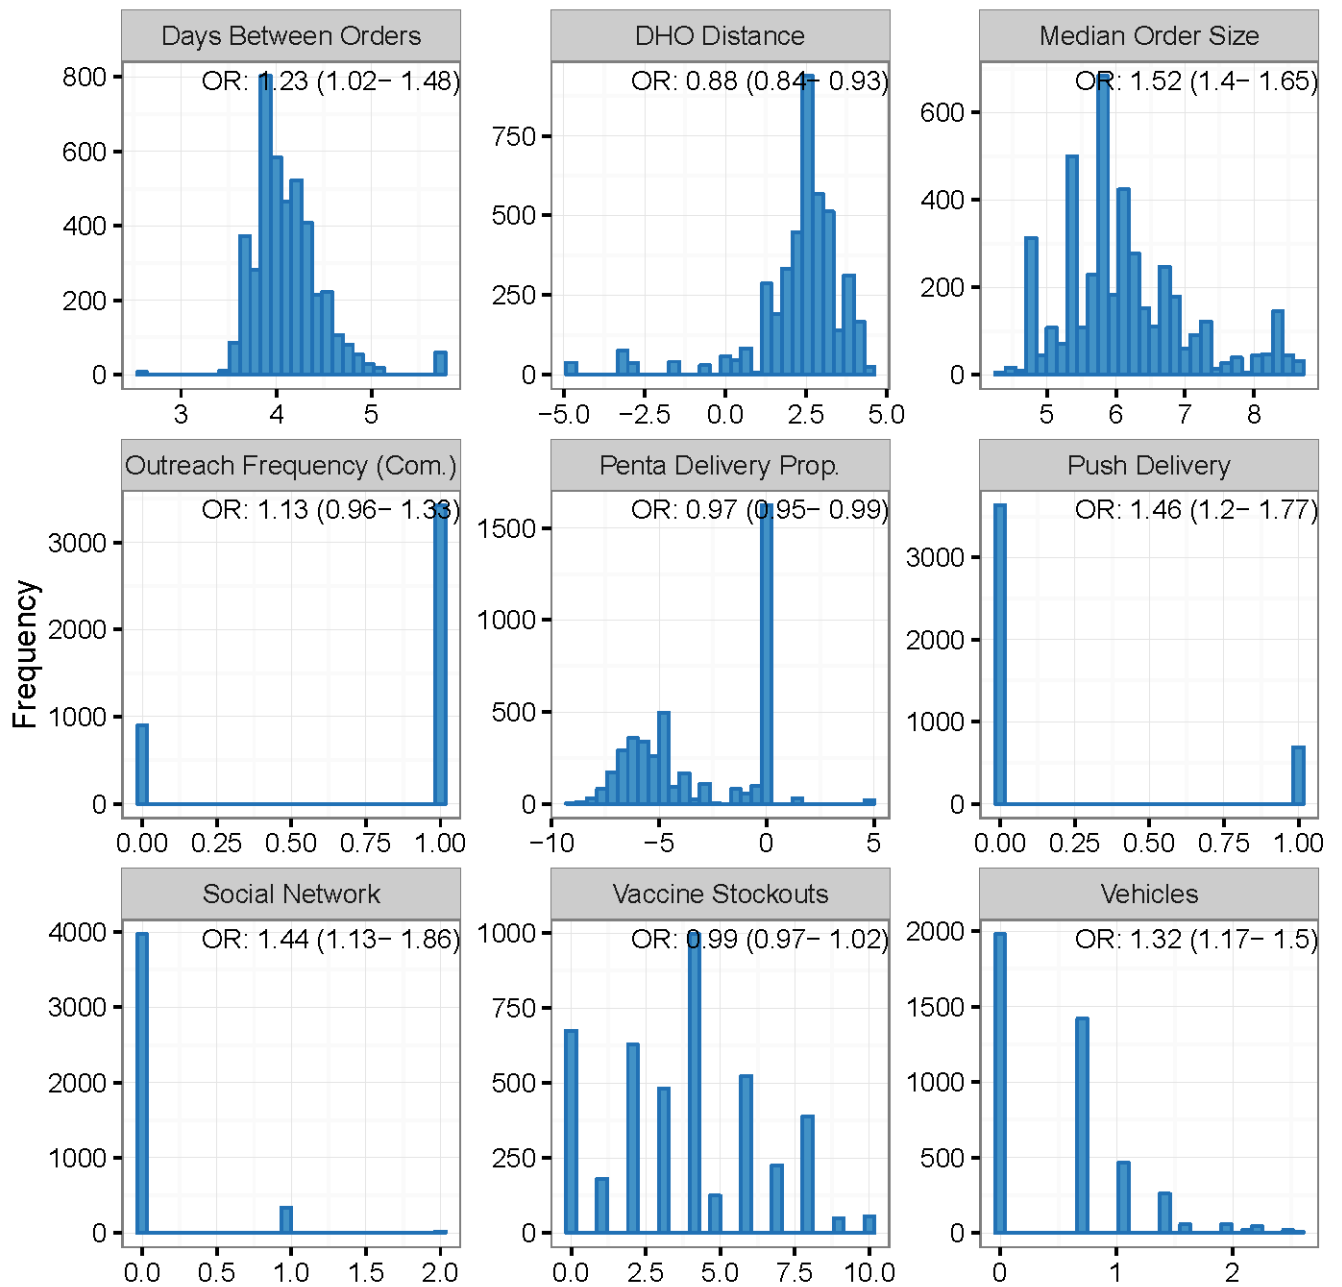 Days Between Orders
DHO Distance
Median Order Size
OR: 1.23 (1.02− 1.48)
OR: 0.88 (0.84− 0.93)
OR: 1.52 (1.4− 1.65)
800
600
400
200
0
3 4 5
750
500
250
0
−5.0 −2.5 0.0 2.5 5.0
600
400
200
0
5 6 7 8
Outreach Frequency (Com.)
Penta Delivery Prop.
Push Delivery
OR: 1.13 (0.96− 1.33)
OR: 0.97 (0.95− 0.99)
OR: 1.46 (1.2− 1.77)
Frequency
3000
2000
1000
0
0.00 0.25 0.50 0.75 1.00
1500
1000
500
0
−10 −5 0 5
3000
2000
1000
0
0.00 0.25 0.50 0.75 1.00
Social Network
Vaccine Stockouts
Vehicles
OR: 1.44 (1.13− 1.86)
OR: 0.99 (0.97− 1.02)
OR: 1.32 (1.17− 1.5)
4000
3000
2000
1000
0
0.0 0.5 1.0 1.5 2.0
1000
750
500
250
0
0.0 2.5 5.0 7.5 10.0
2000
1500
1000
500
0
0 1 2